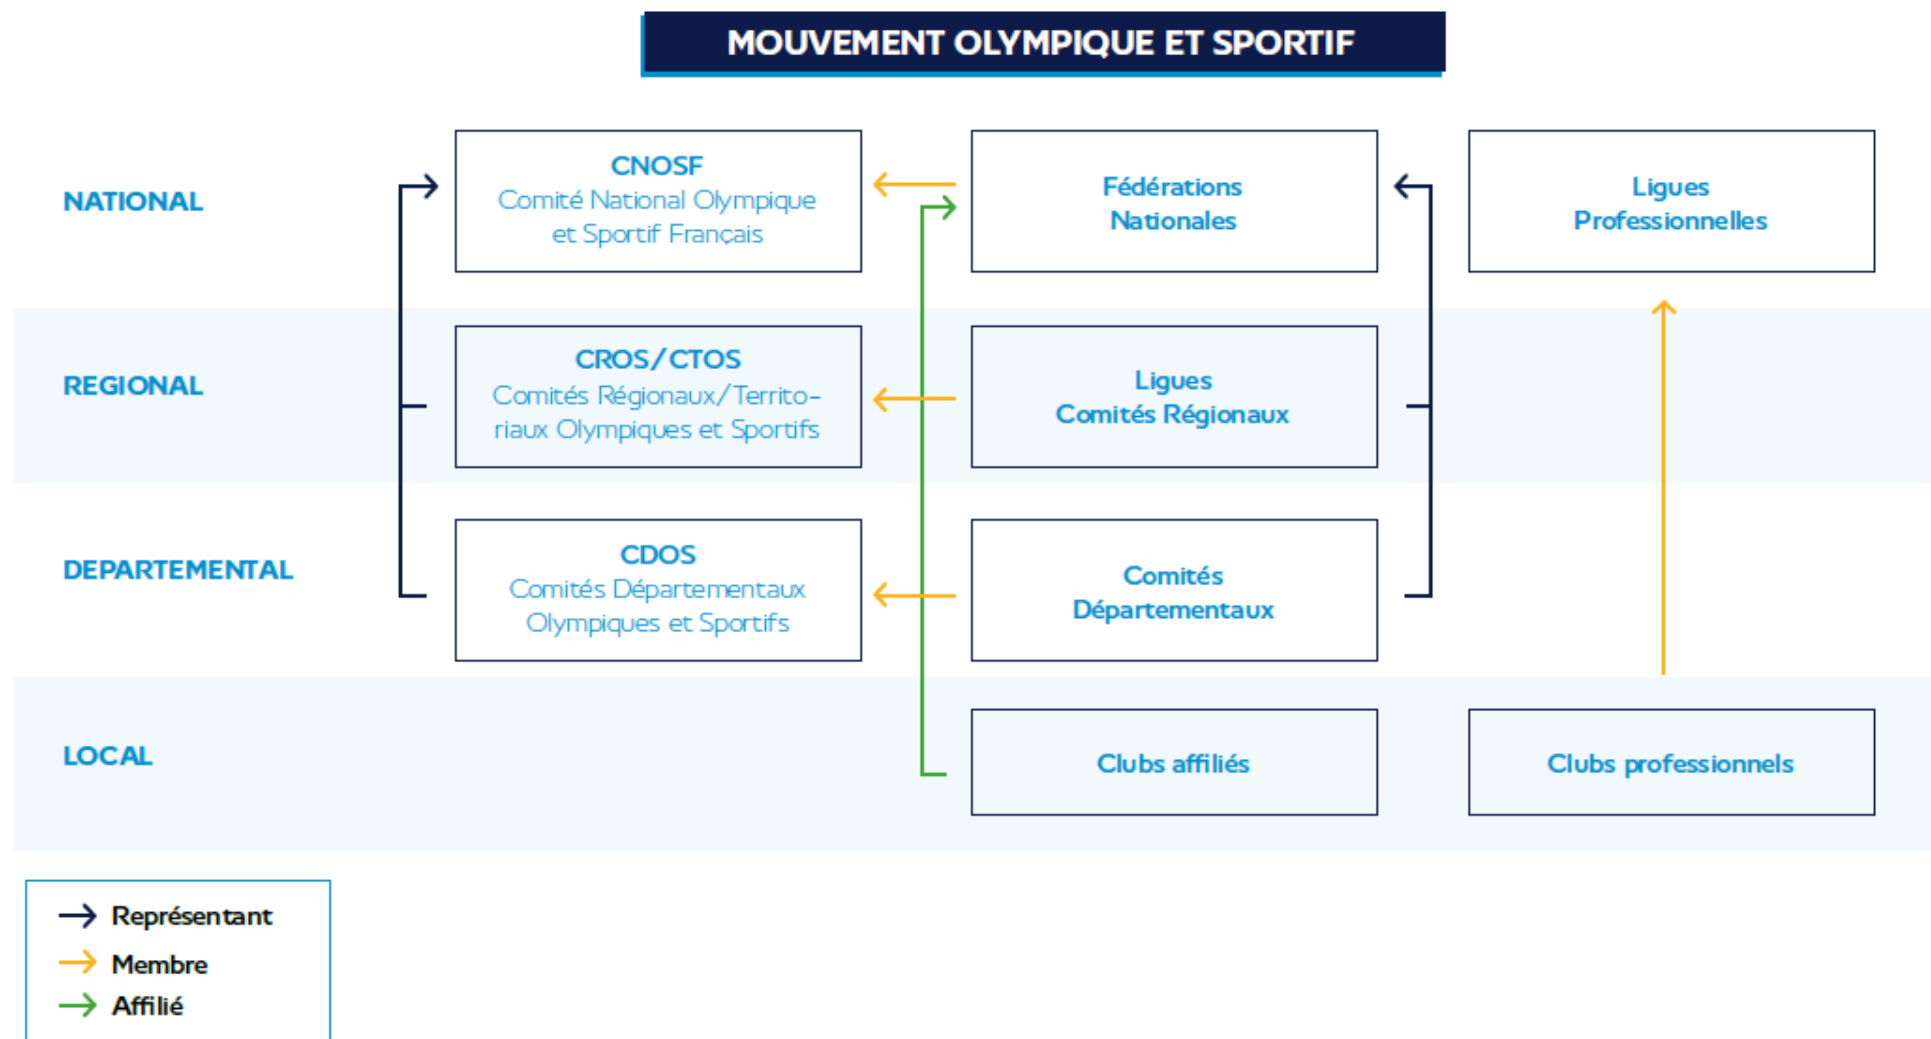 MOUVEMENT OLYMPIQUE ET SPORTIF
NATIONAL
CNOSF
Comité National Olympique
et Sportif Français
Fédérations
Nationales
Ligues
Professionnelles
REGIONAL
CROS/CTOS
Comités Régionaux/Territo-
riaux Olympiques et Sportifs
Ligues
Comités Régionaux
DEPARTEMENTAL
CDOS
Comités Départementaux
Olympiques et Sportifs
Comités
Départementaux
LOCAL
Clubs affiliés
Clubs professionnels
Représentant
Membre
Affilié